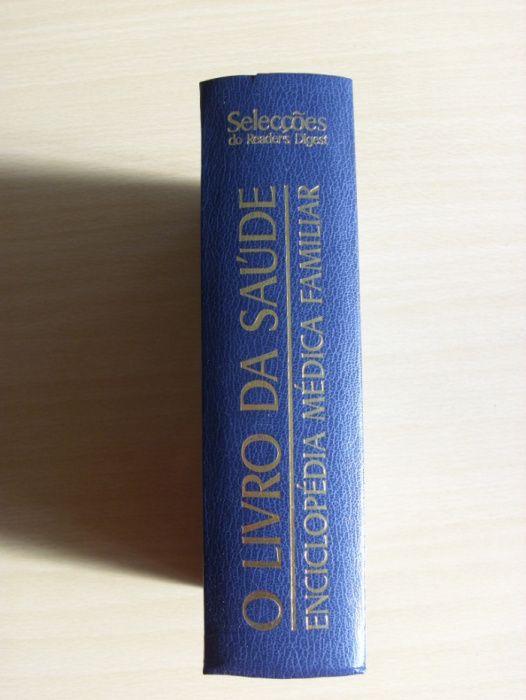 Selecções
do Reader's Digest
O LIVRO DA SAÚDE
ENCICLOPÉDIA MÉDICA FAMILIAR